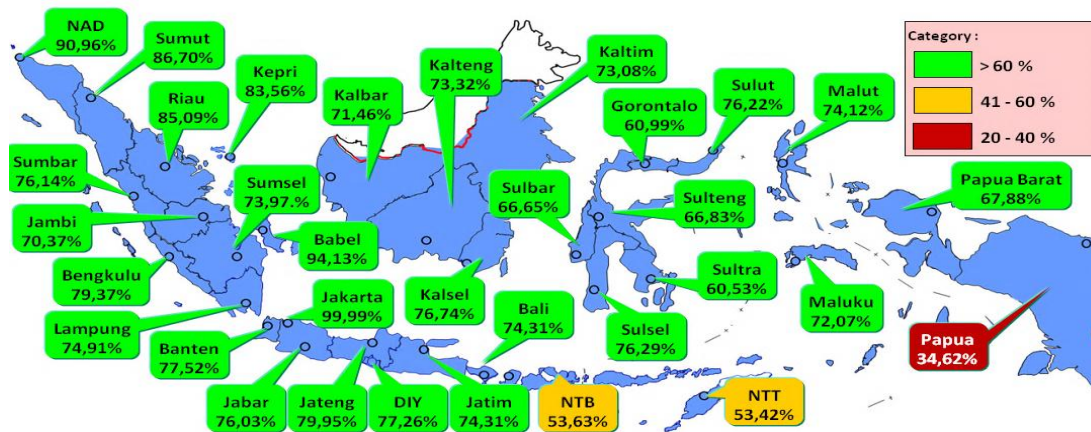 NAD
90,96%
Sumut
86,70%
Kepri
83,56%
Riau
85,09%
Sumbar
76,14%
Jambi
70,37%
Bengkulu
79,37%
Lampung
74,91%
Sumsel
73,97.%
Babel
94,13%
Jakarta
99,99%
Banten
77,52%
Jabar
76,03%
Jateng
79,95%
DIY
77,26%
Jatim
74,31%
Bali
74,31%
NTB
53,63%
NTT
53,42%
Kalbar
71,46%
Kalteng
73,32%
Kaltim
73,08%
Kalsel
76,74%
Gorontalo
60,99%
Sulut
76,22%
Sulbar
66,65%
Sulteng
66,83%
Sultra
60,53%
Sulsel
76,29%
Malut
74,12%
Maluku
72,07%
Papua Barat
67,88%
Papua
34,62%
Category :
>60 %
41 - 60 %
20 - 40 %